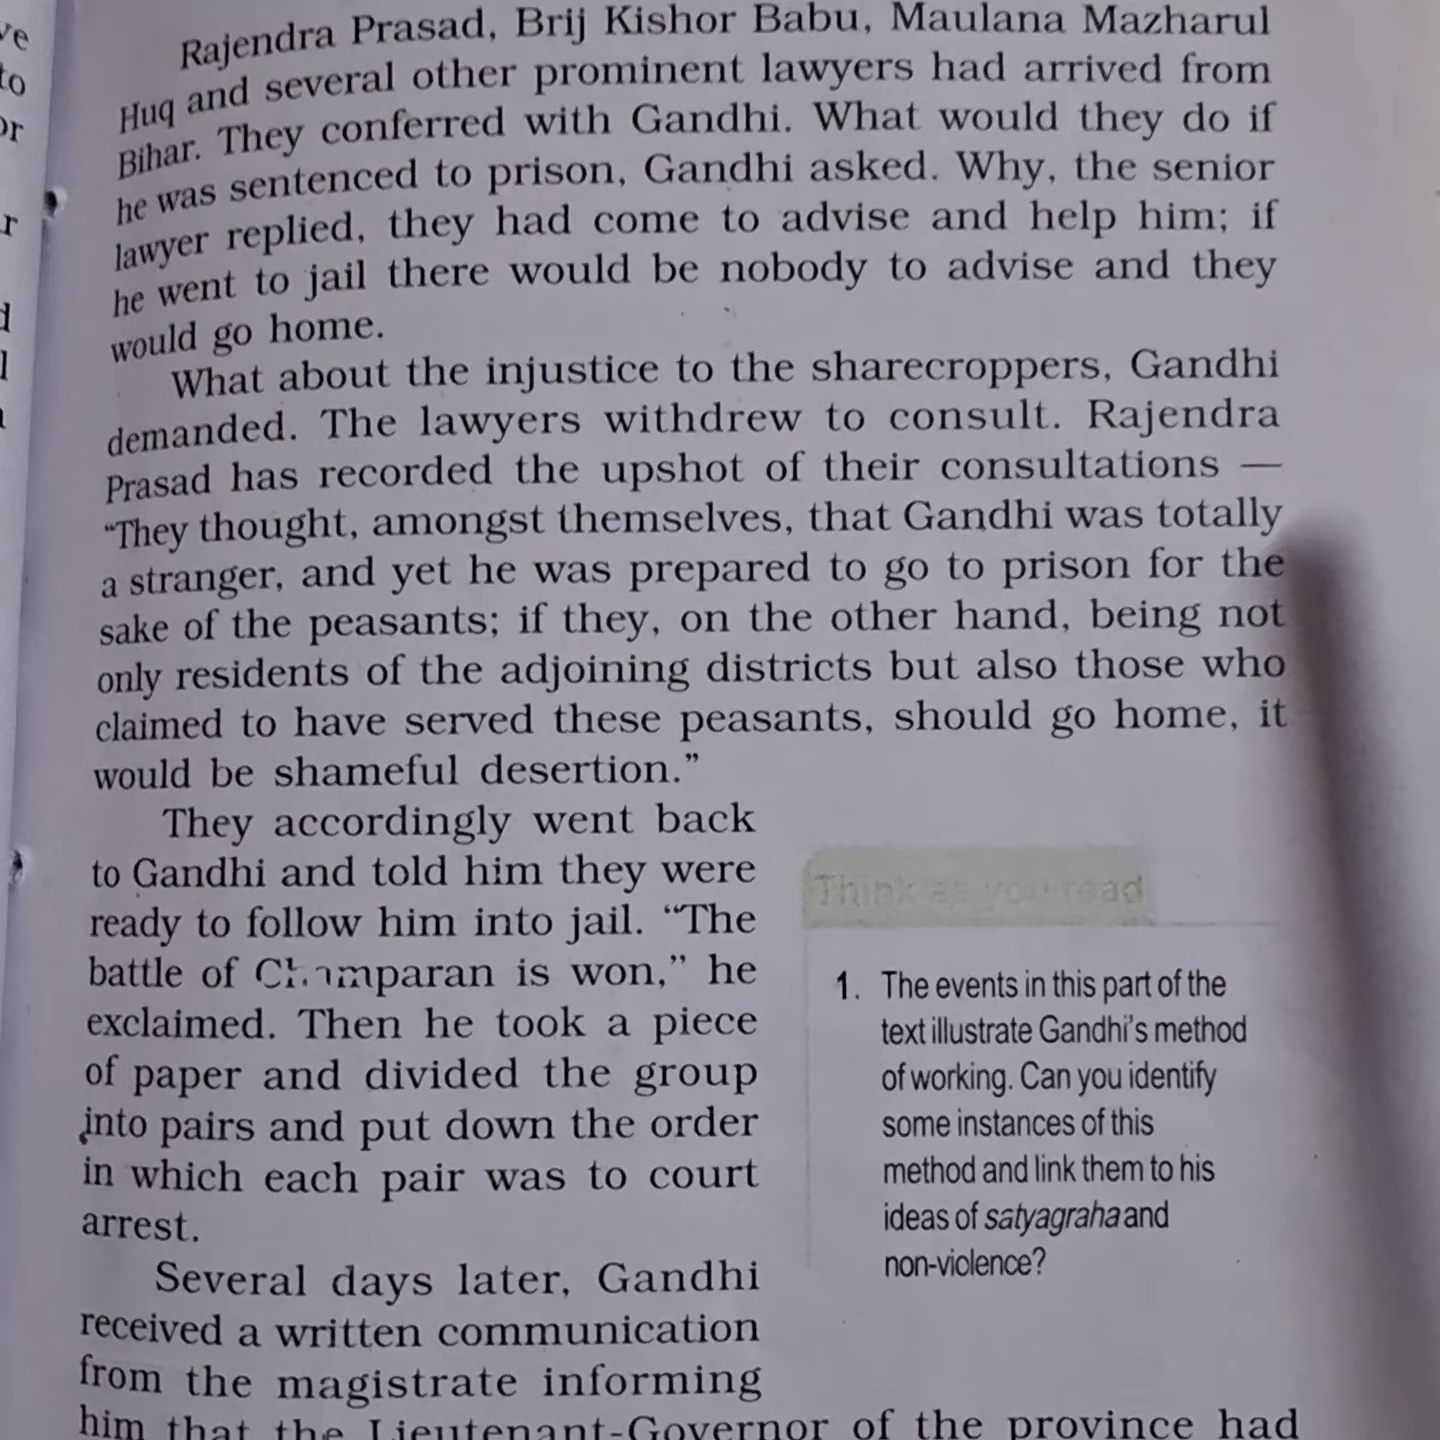 Rajendra Prasad, Brij Kishor Babu, Maulana Mazharul
Huq and several other prominent lawyers had arrived from
Bihar. They conferred with Gandhi. What would they do if
he was sentenced to prison, Gandhi asked. Why, the senior
lawyer replied, they had come to advise and help him; if
he went to jail there would be nobody to advise and they
would go home.
What about the injustice to the sharecroppers, Gandhi
demanded. The lawyers withdrew to consult. Rajendra
Prasad has recorded the upshot of their consultations —
“They thought, amongst themselves, that Gandhi was totally
a stranger, and yet he was prepared to go to prison for the
sake of the peasants; if they, on the other hand, being not
only residents of the adjoining districts but also those who
claimed to have served these peasants, should go home, it
would be shameful desertion.”
They accordingly went back
to Gandhi and told him they were
ready to follow him into jail. “The
battle of Champaran is won,” he
exclaimed. Then he took a piece
of paper and divided the group
into pairs and put down the order
in which each pair was to court
arrest.
Several days later, Gandhi
received a written communication
from the magistrate informing
him that the Lieutenant-Governor of the province had
Think as you read
1. The events in this part of the
text illustrate Gandhi’s method
of working. Can you identify
some instances of this
method and link them to his
ideas of satyagraha and
non-violence?